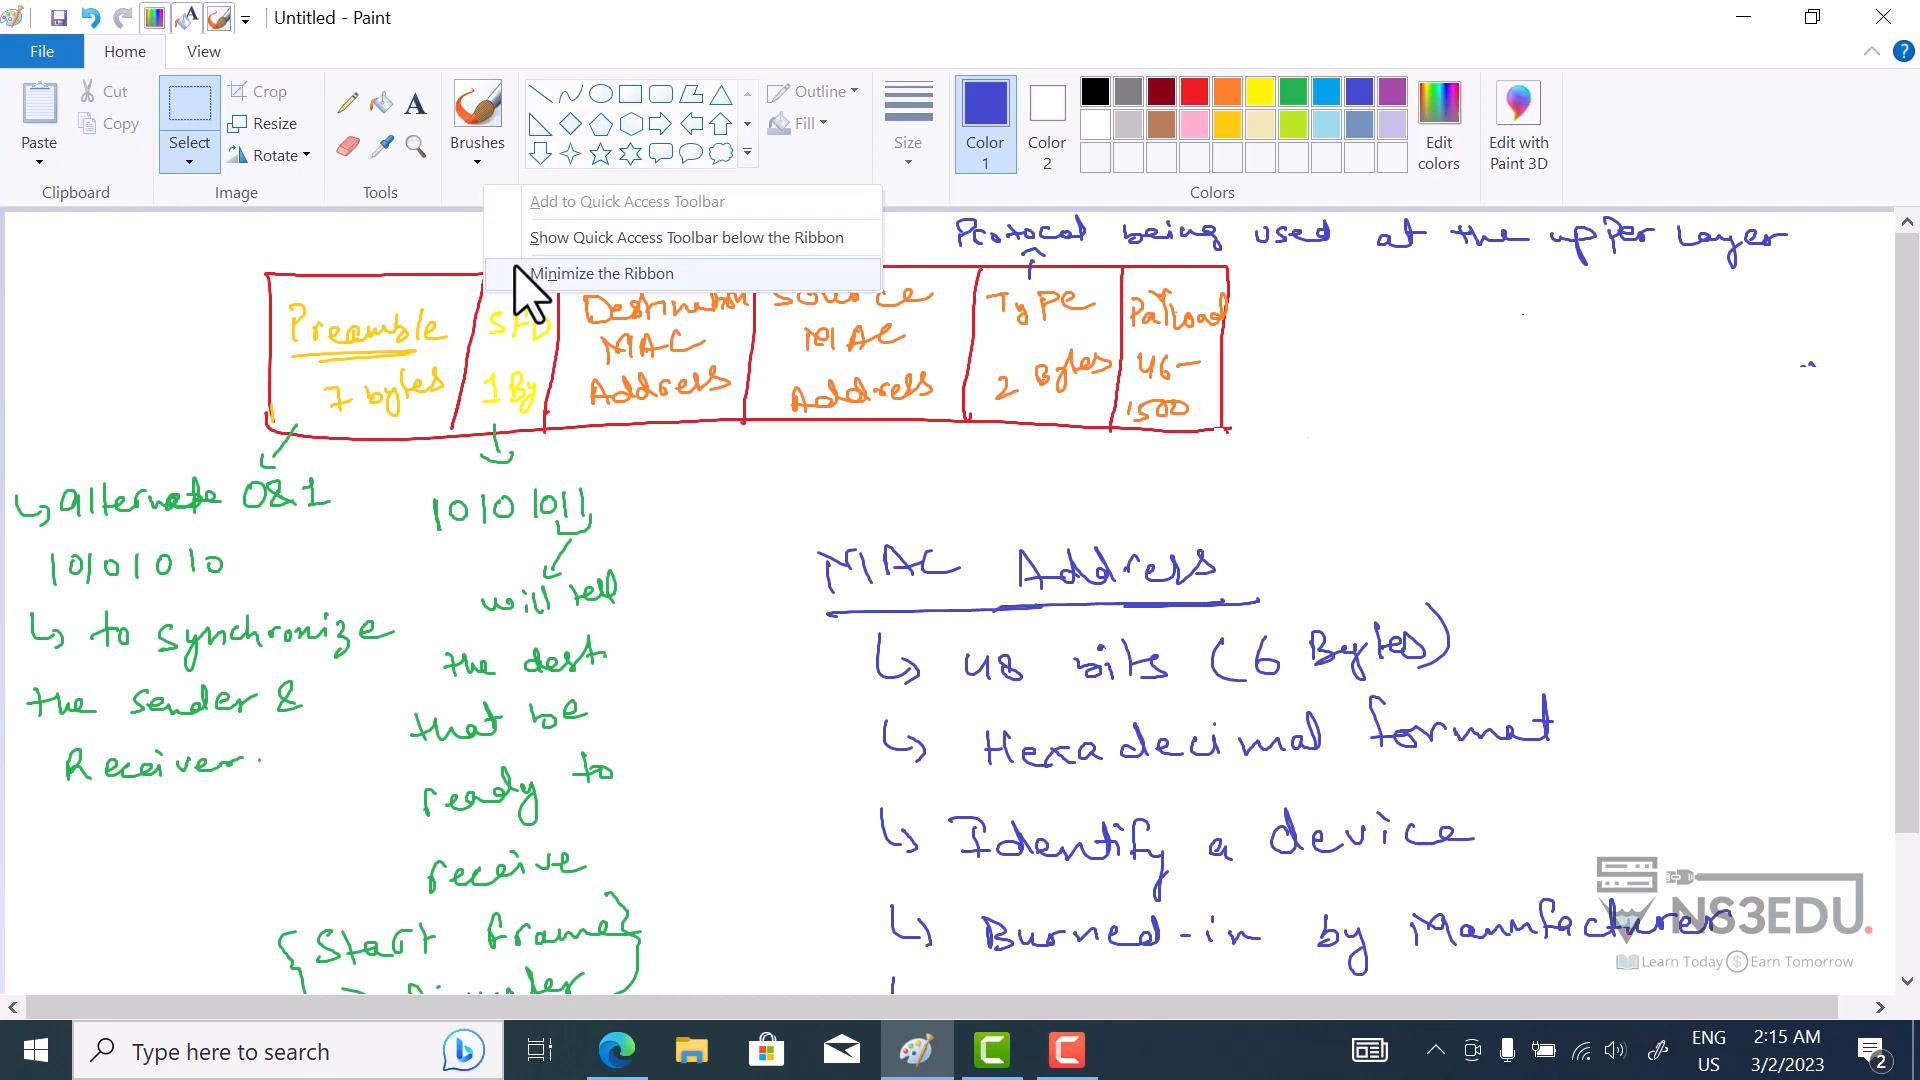 Untitled - Paint
File
Home
View
Cut
Copy
Paste
Clipboard
Select
Crop
Resize
Rotate
Image
A
Tools
Brushes
Outline
Fill
Size
Color 1
Color 2
Colors
Edit colors
Edit with Paint 3D
Add to Quick Access Toolbar
Show Quick Access Toolbar below the Ribbon
Minimize the Ribbon
Protocol being used at the upper layer
Preamble
7 bytes
SFD
1 By
Destination
MAC
Address
Source
MAC
Address
Type
2 Bytes
Payload
46-
1500
alternate 0 & 1
10101010
to synchronize
the sender &
Receiver.
10101011
will tell
the dest.
that be
ready to
receive
{Start frame}
MAC Address
48 bits (6 Bytes)
Hexadecimal format
Identify a device
Burned-in by Manufacturer
NS3EDU.
Learn Today $ Earn Tomorrow
Type here to search
ENG
US
2:15 AM
3/2/2023
2